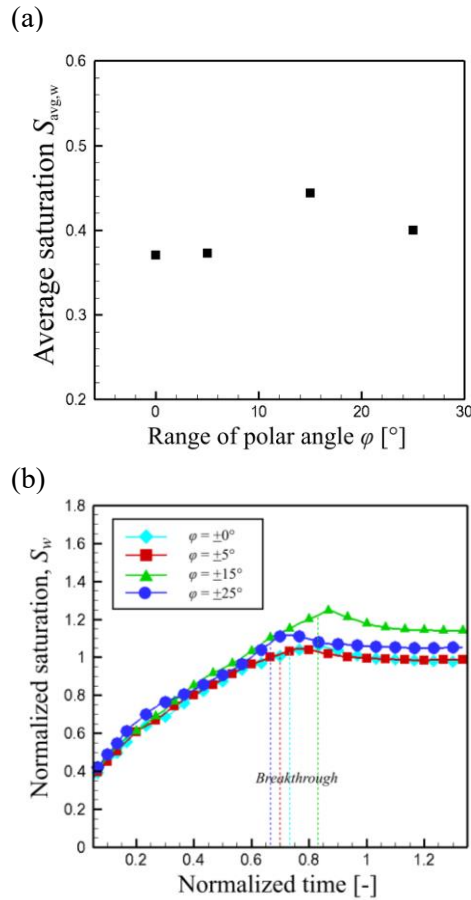 (a)
Average saturation S_avg,w
0.6
0.5
0.4
0.3
0.2
0 10 20 30
Range of polar angle φ [°]
(b)
Normalized saturation, S_w
1.8
1.6
1.4
1.2
1
0.8
0.6
0.4
0.2
0
φ = ±0°
φ = ±5°
φ = ±15°
φ = ±25°
Breakthrough
0.2 0.4 0.6 0.8 1 1.2
Normalized time [-]